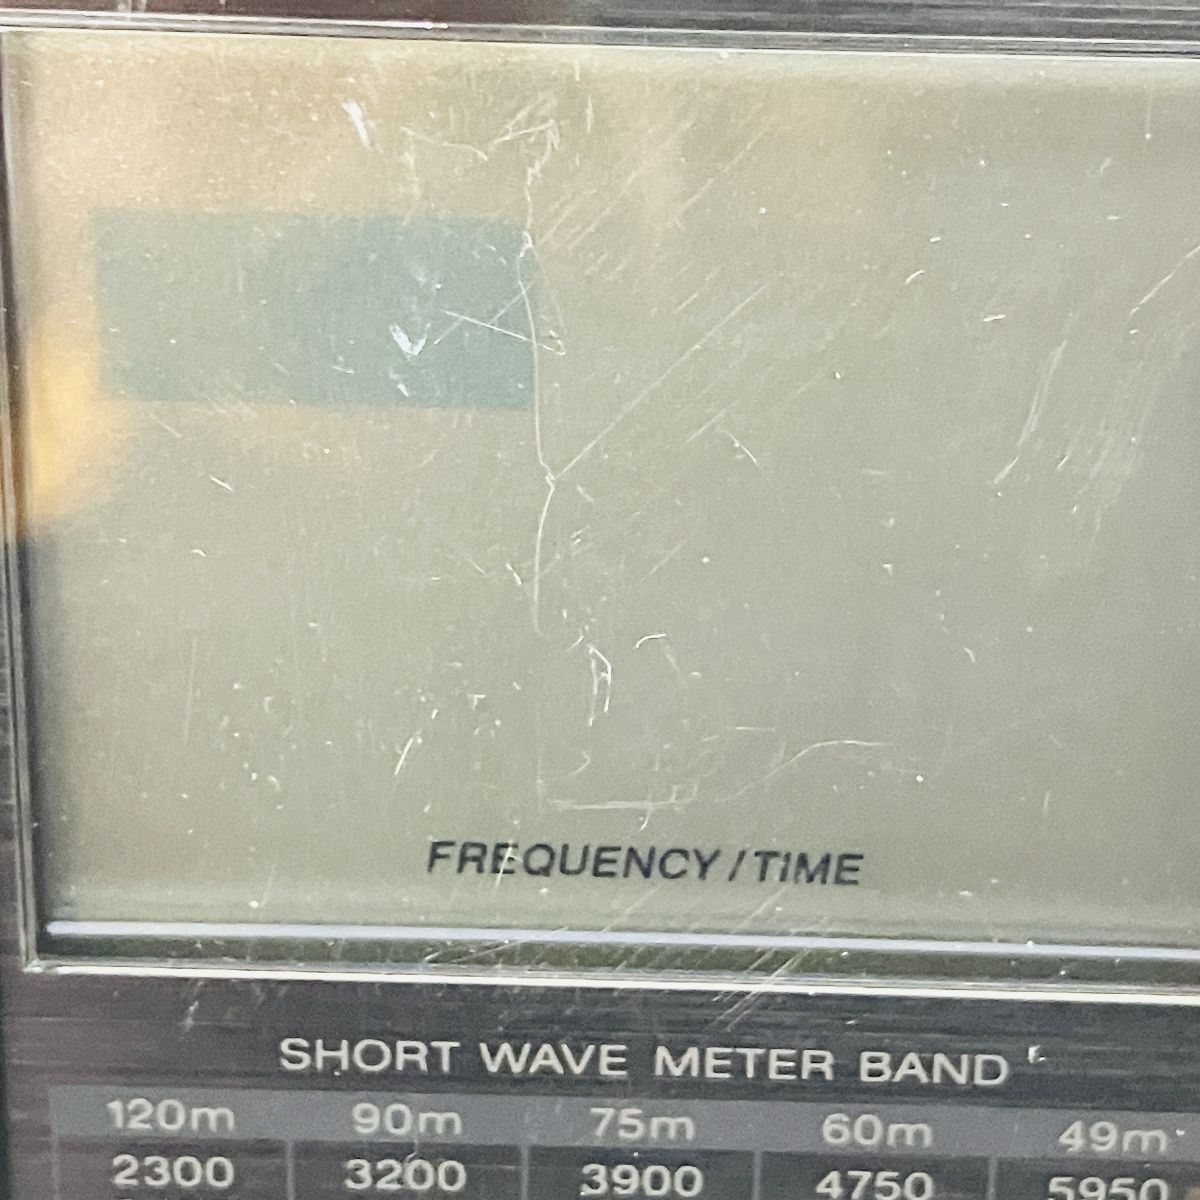 FREQUENCY/TIME
SHORT WAVE METER BAND
120m 90m 75m 60m 49m
2300 3200 3900 4750 5950